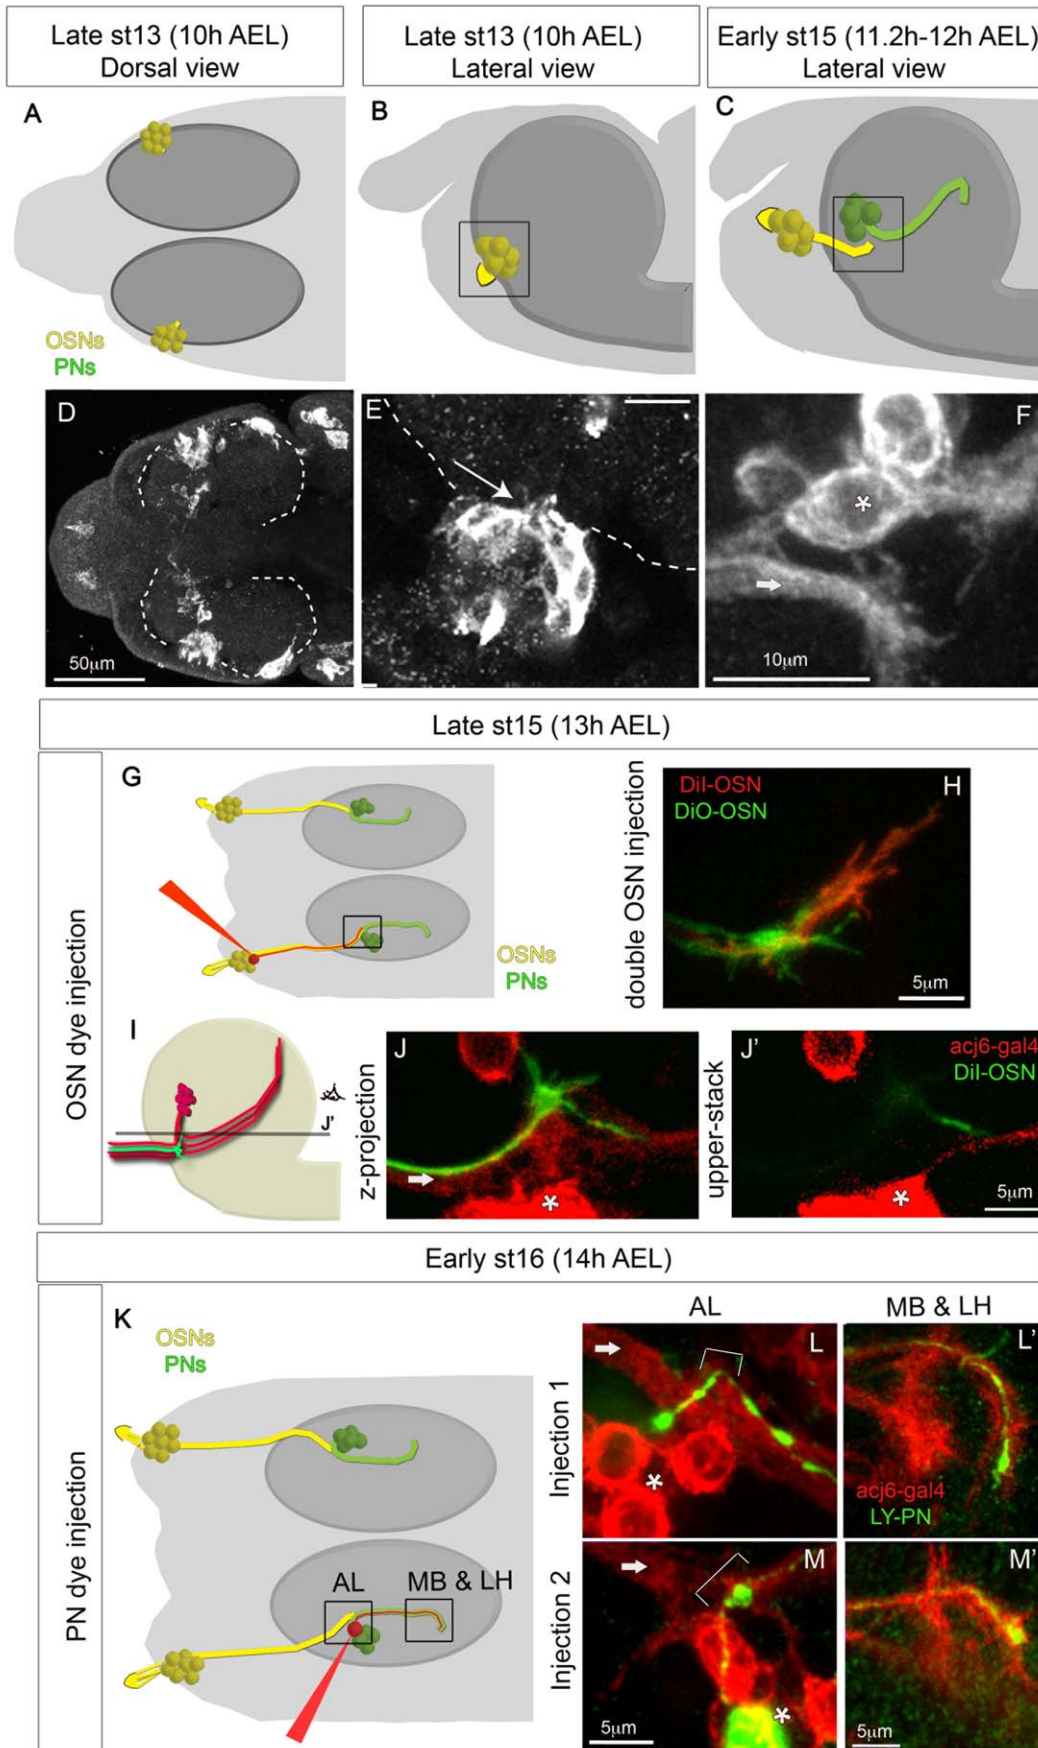 Late st13 (10h AEL)
Dorsal view
Late st13 (10h AEL)
Lateral view
Early st15 (11.2h-12h AEL)
Lateral view
A
B
C
OSNs
PNs
D
50µm
E
F
*
10µm
Late st15 (13h AEL)
OSN dye injection
G
OSNs
PNs
double OSN injection
DiI-OSN
DiO-OSN
H
5µm
I
J'
z-projection
J
*
upper-stack
J'
acj6-gal4
DiI-OSN
*
5µm
Early st16 (14h AEL)
PN dye injection
K
OSNs
PNs
AL
MB & LH
AL
MB & LH
Injection 1
L
*
L'
acj6-gal4
LY-PN
Injection 2
M
*
5µm
M'
5µm